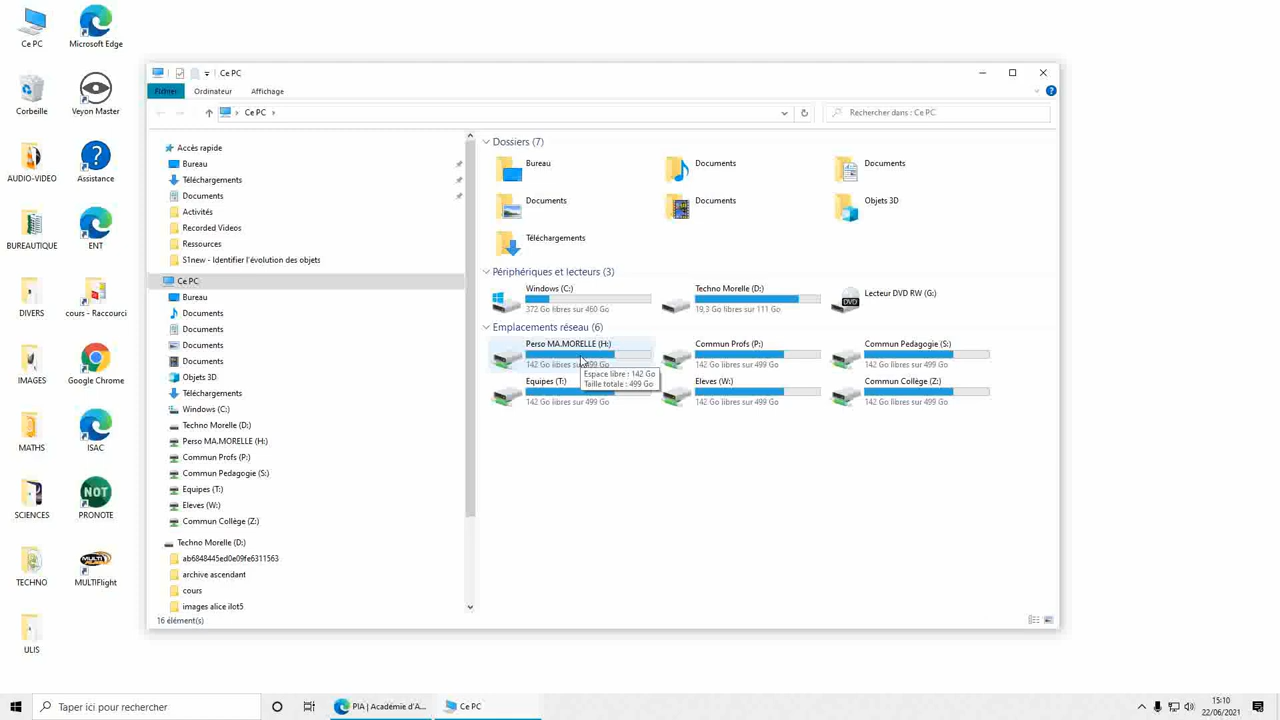 Ce PC
Microsoft Edge
Corbeille
Veyon Master
AUDIO-VIDEO
Assistance
BUREAUTIQUE
ENT
DIVERS
cours - Raccourci
IMAGES
Google Chrome
MATHS
ISAC
SCIENCES
NOT
PRONOTE
TECHNO
MULTI
MULTIFlight
ULIS
Ce PC
Fichier
Ordinateur
Affichage
Ce PC
Rechercher dans : Ce PC
Accès rapide
Bureau
Téléchargements
Documents
Activités
Recorded Videos
Ressources
S1new - Identifier l'évolution des objets
Ce PC
Bureau
Documents
Documents
Documents
Documents
Objets 3D
Téléchargements
Windows (C:)
Techno Morelle (D:)
Perso MA.MORELLE (H:)
Commun Profs (P:)
Commun Pedagogie (S:)
Equipes (T:)
Eleves (W:)
Commun Collège (Z:)
Techno Morelle (D:)
ab6848445ed0e09fe6311563
archive ascendant
cours
images alice ilot5
16 élément(s)
Dossiers (7)
Bureau
Documents
Documents
Documents
Documents
Objets 3D
Téléchargements
Périphériques et lecteurs (3)
Windows (C:)
372 Go libres sur 460 Go
Techno Morelle (D:)
19,3 Go libres sur 111 Go
DVD
Lecteur DVD RW (G:)
Emplacements réseau (6)
Perso MA.MORELLE (H:)
142 Go libres sur 499 Go
Commun Profs (P:)
142 Go libres sur 499 Go
Commun Pedagogie (S:)
142 Go libres sur 499 Go
Espace libre : 142 Go
Taille totale : 499 Go
Equipes (T:)
142 Go libres sur 499 Go
Eleves (W:)
142 Go libres sur 499 Go
Commun Collège (Z:)
142 Go libres sur 499 Go
Taper ici pour rechercher
PIA | Académie d'A...
Ce PC
15:10
22/06/2021